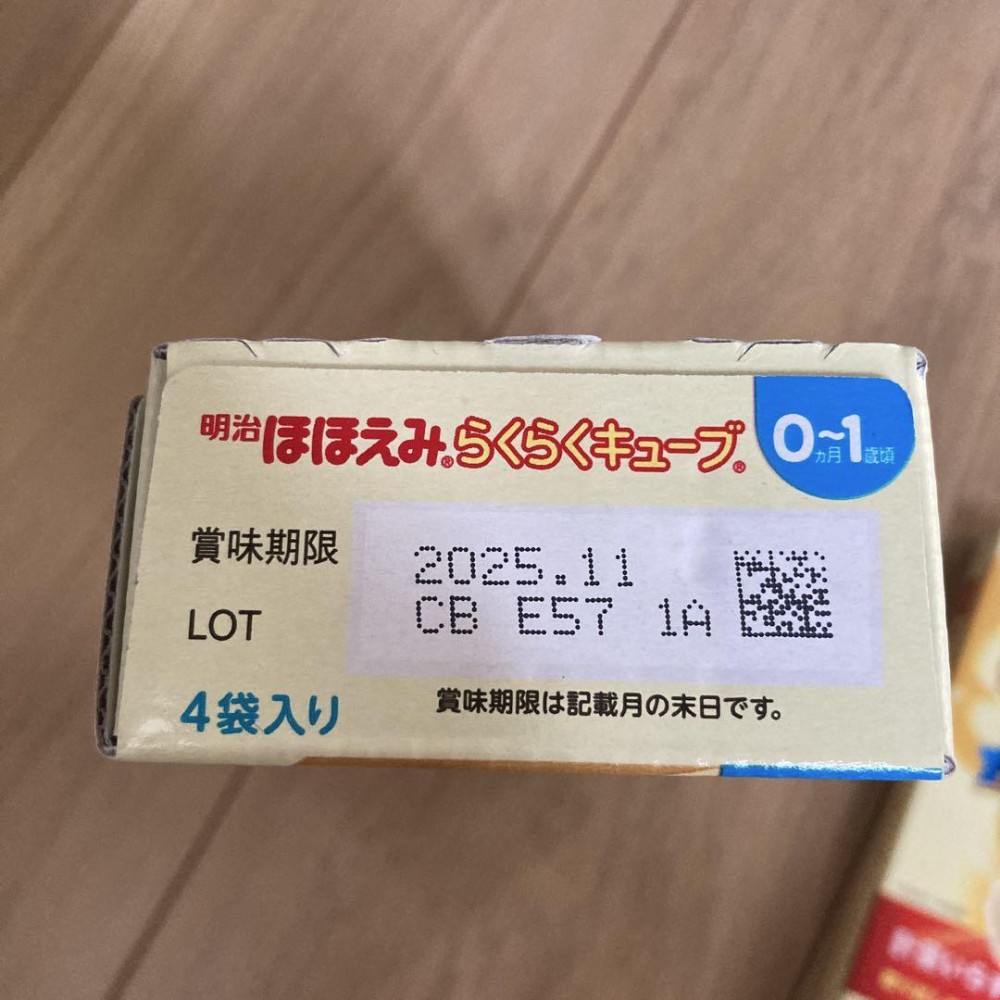 明治ほほえみ®らくらくキューブ®
0ヵ月~1歳頃
賞味期限 2025.11
LOT CB E57 1A
4袋入り
賞味期限は記載月の末日です。